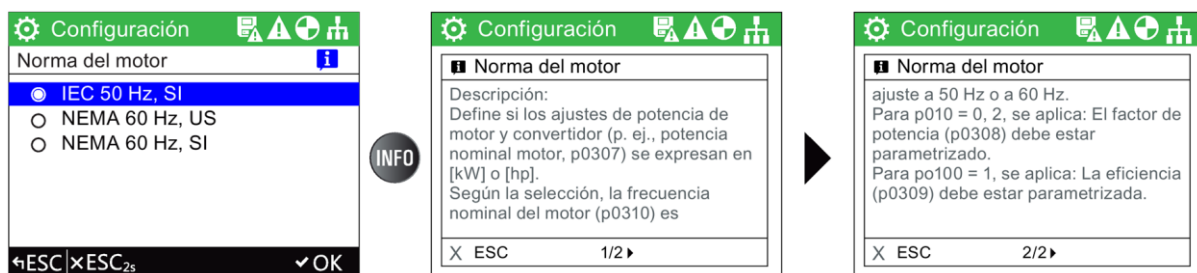 Configuración
Norma del motor
IEC 50 Hz, SI
NEMA 60 Hz, US
NEMA 60 Hz, SI
ESC ESC2s OK
INFO
Configuración
Norma del motor
Descripción:
Define si los ajustes de potencia de
motor y convertidor (p. ej., potencia
nominal motor, p0307) se expresan en
[kW] o [hp].
Según la selección, la frecuencia
nominal del motor (p0310) es
X ESC 1/2
Configuración
Norma del motor
ajuste a 50 Hz o a 60 Hz.
Para p010 = 0, 2, se aplica: El factor de
potencia (p0308) debe estar
parametrizado.
Para po100 = 1, se aplica: La eficiencia
(p0309) debe estar parametrizada.
X ESC 2/2